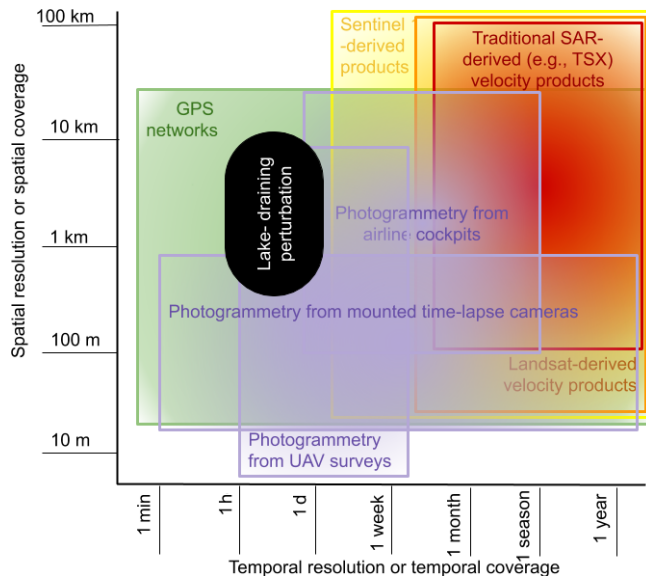 100 km
10 km
1 km
100 m
10 m
Spatial resolution or spatial coverage
Sentinel 1
-derived
products
Traditional SAR-
derived (e.g., TSX)
velocity products
GPS
networks
Lake- draining
perturbation
Photogrammetry from
airline cockpits
Photogrammetry from mounted time-lapse cameras
Landsat-derived
velocity products
Photogrammetry
from UAV surveys
1 min
1 h
1 d
1 week
1 month
1 season
1 year
Temporal resolution or temporal coverage